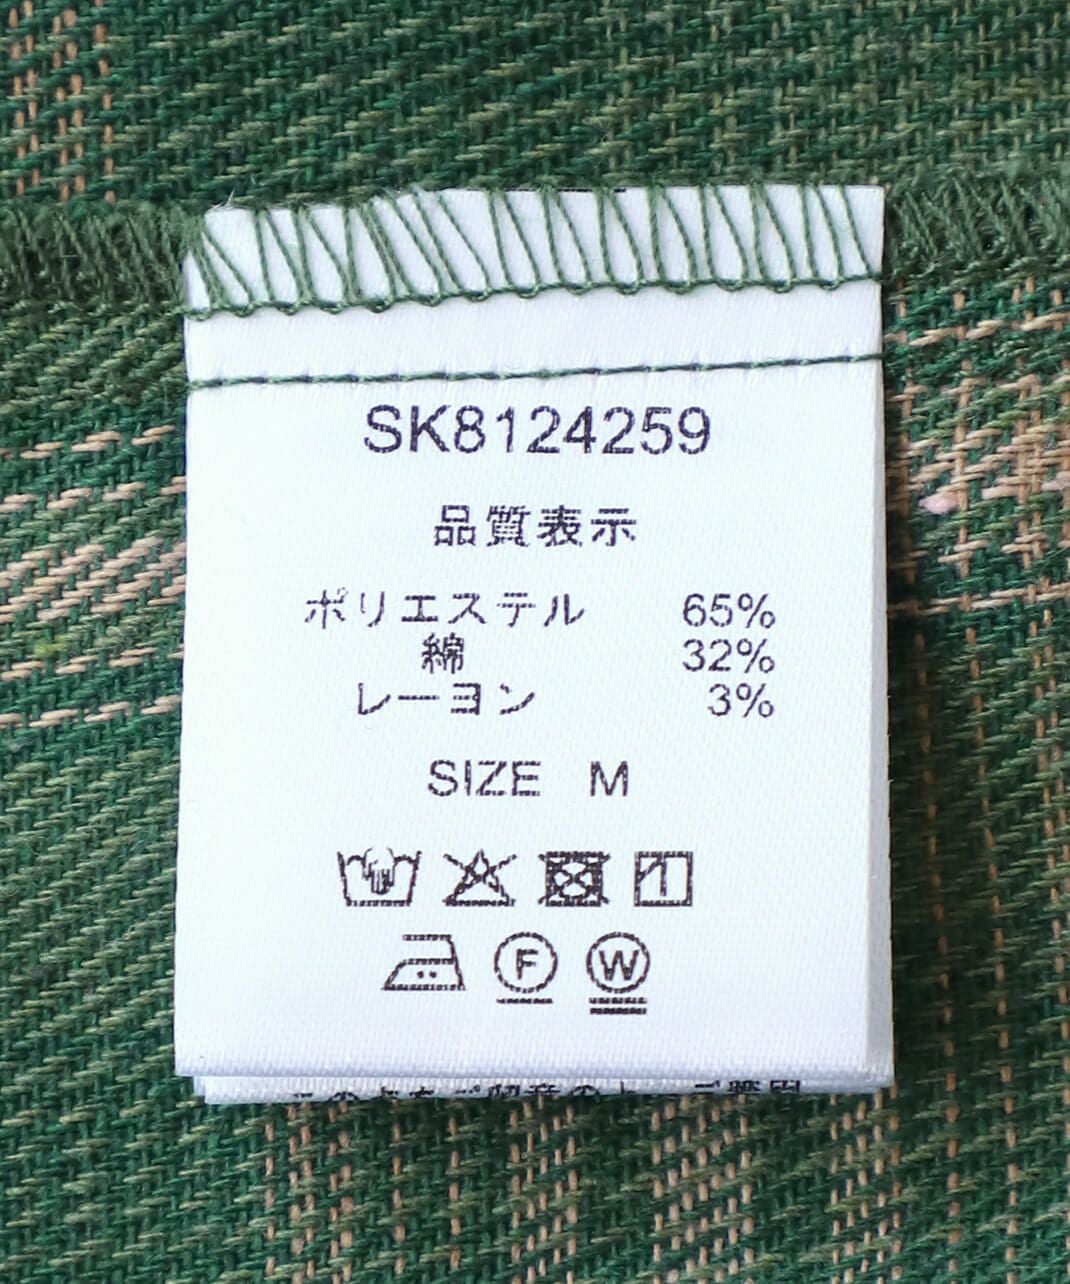 SK8124259
品質表示
ポリエステル 65%
綿 32%
レーヨン 3%
SIZE M
F W